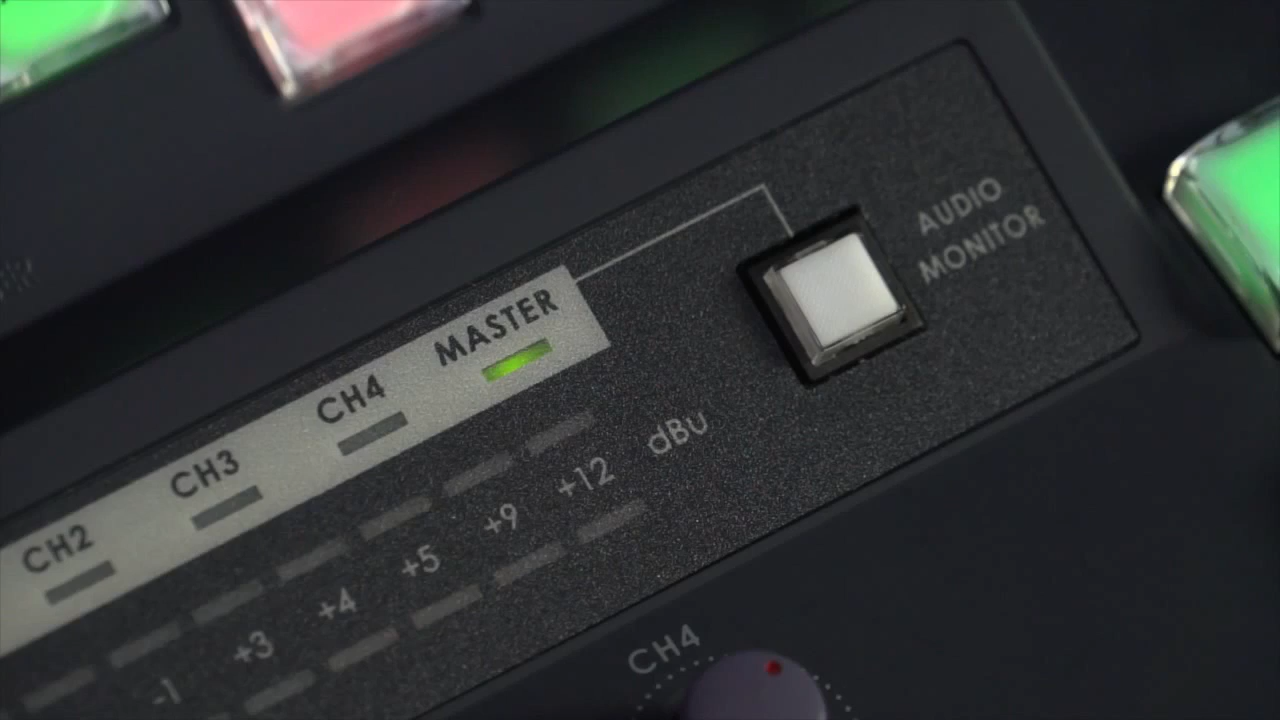 AUDIO
MONITOR
MASTER
CH4
CH3
CH2
dBu
+12
+9
+5
+4
+3
-1
CH4